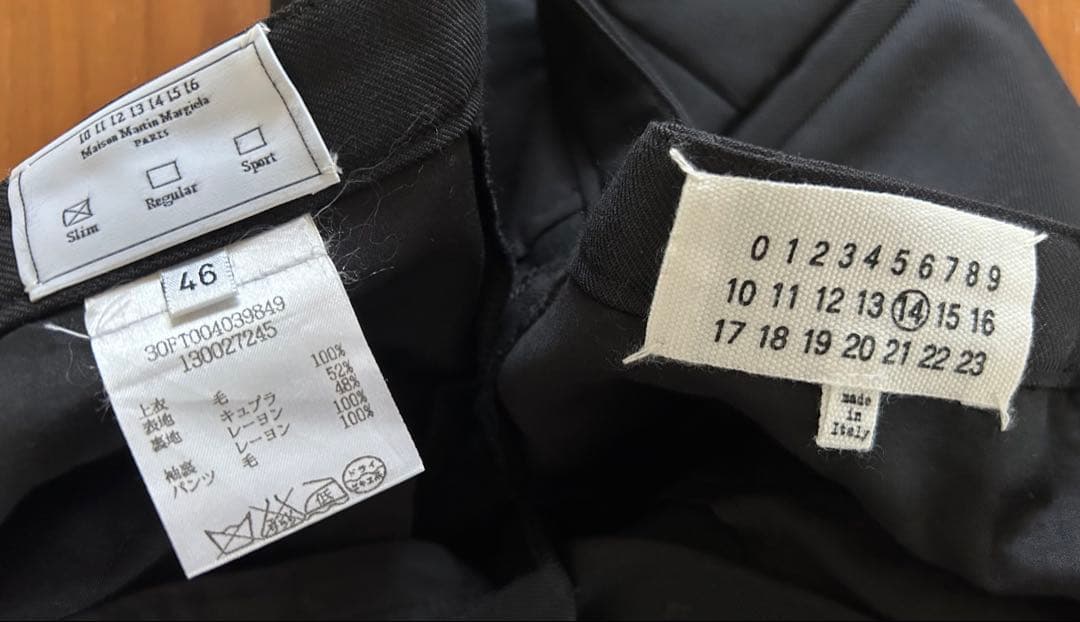 10 11 12 13 14 15 16
Maison Martin Margiela
PARIS
Slim
Regular
Sport
46
30FT004039849
130027245
上衣
表地 毛 100%
裏地 キュプラ 52%
レーヨン 48%
袖裏 レーヨン 100%
パンツ 毛 100%
低
ドライ
セキユ系
0 1 2 3 4 5 6 7 8 9
10 11 12 13 14 15 16
17 18 19 20 21 22 23
made
in
Italy